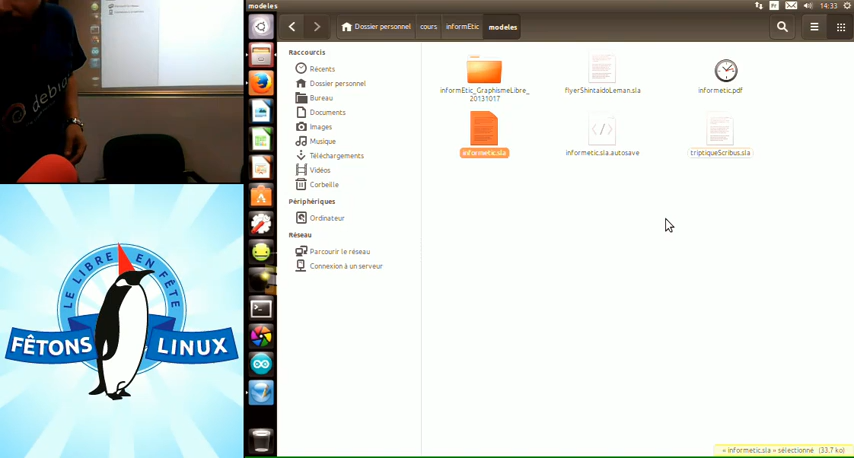 modeles
Fr
14:33
Dossier personnel
cours
informEtic
modeles
Raccourcis
Récents
Dossier personnel
Bureau
Documents
Images
Musique
Téléchargements
Vidéos
Corbeille
Périphériques
Ordinateur
Réseau
Parcourir le réseau
Connexion à un serveur
informEtic_GraphismeLibre_
20131017
flyerShintaidoLeman.sla
informetic.pdf
informetic.sla
informetic.sla.autosave
triptiqueScribus.sla
« informetic.sla » sélectionné (33.7 ko)
debian
LE LIBRE EN FÊTE
FÊTONS LINUX